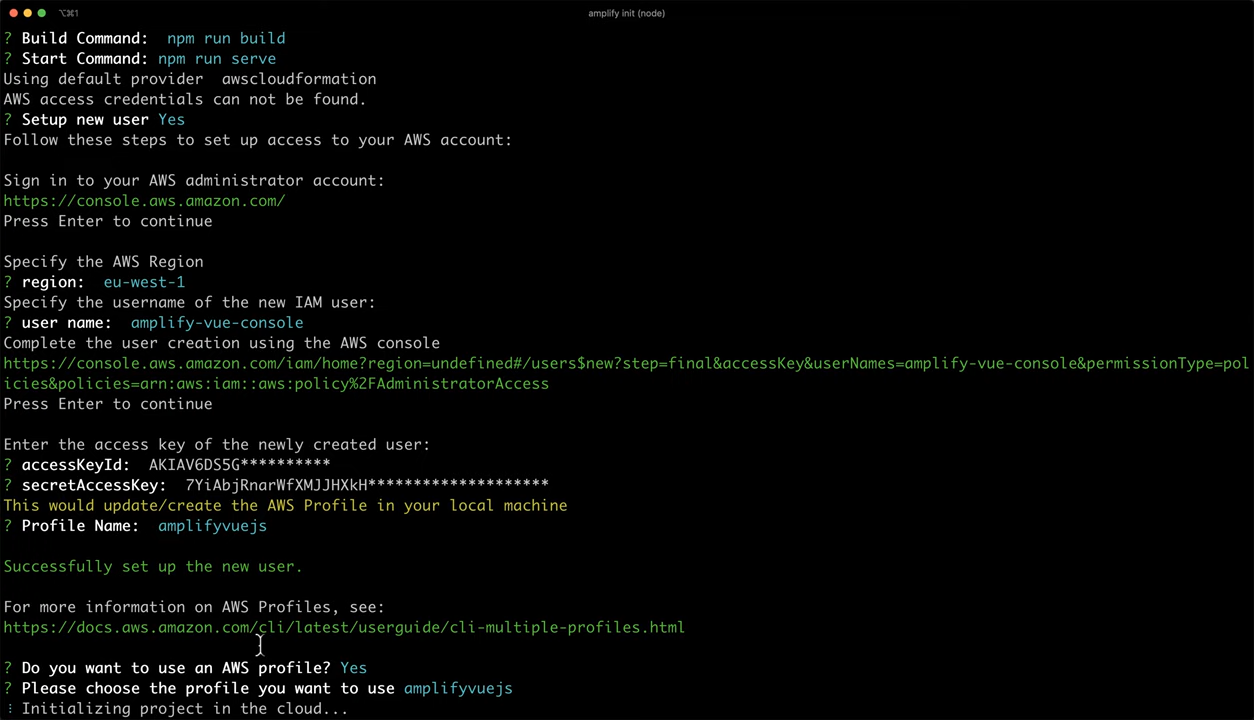 ⌥⌘1
amplify init (node)
? Build Command:  npm run build
? Start Command: npm run serve
Using default provider  awscloudformation
AWS access credentials can not be found.
? Setup new user Yes
Follow these steps to set up access to your AWS account:
Sign in to your AWS administrator account:
https://console.aws.amazon.com/
Press Enter to continue
Specify the AWS Region
? region:  eu-west-1
Specify the username of the new IAM user:
? user name:  amplify-vue-console
Complete the user creation using the AWS console
https://console.aws.amazon.com/iam/home?region=undefined#/users$new?step=final&accessKey&userNames=amplify-vue-console&permissionType=pol
icies&policies=arn:aws:iam::aws:policy%2FAdministratorAccess
Press Enter to continue
Enter the access key of the newly created user:
? accessKeyId:  AKIAV6DS5G**********
? secretAccessKey:  7YiAbjRnarWfXMJJHXkH********************
This would update/create the AWS Profile in your local machine
? Profile Name:  amplifyvuejs
Successfully set up the new user.
For more information on AWS Profiles, see:
https://docs.aws.amazon.com/cli/latest/userguide/cli-multiple-profiles.html
? Do you want to use an AWS profile? Yes
? Please choose the profile you want to use amplifyvuejs
⠸ Initializing project in the cloud...